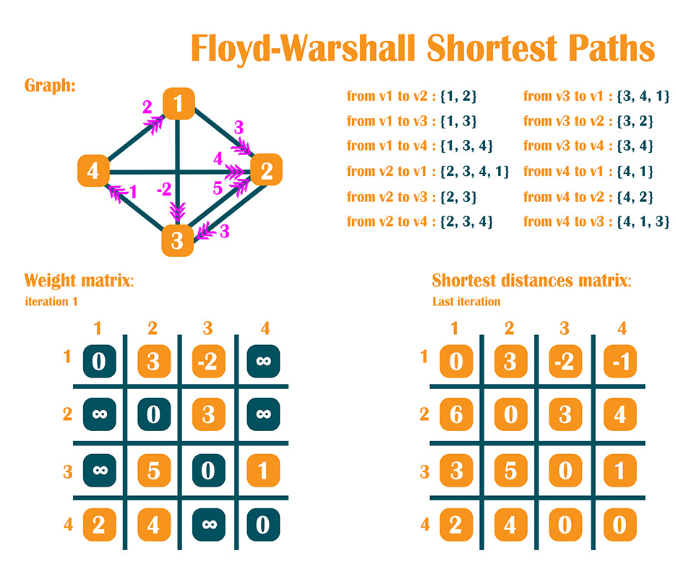 Floyd-Warshall Shortest Paths
Graph:
from v1 to v2 : {1, 2}
from v1 to v3 : {1, 3}
from v1 to v4 : {1, 3, 4}
from v2 to v1 : {2, 3, 4, 1}
from v2 to v3 : {2, 3}
from v2 to v4 : {2, 3, 4}
from v3 to v1 : {3, 4, 1}
from v3 to v2 : {3, 2}
from v3 to v4 : {3, 4}
from v4 to v1 : {4, 1}
from v4 to v2 : {4, 2}
from v4 to v3 : {4, 1, 3}
1
2 3
4 4 2
-1 -2 5
3 3
Weight matrix:
iteration 1
1 2 3 4
1 0 3 -2 ∞
2 ∞ 0 3 ∞
3 ∞ 5 0 1
4 2 4 ∞ 0
Shortest distances matrix:
Last iteration
1 2 3 4
1 0 3 -2 -1
2 6 0 3 4
3 3 5 0 1
4 2 4 0 0